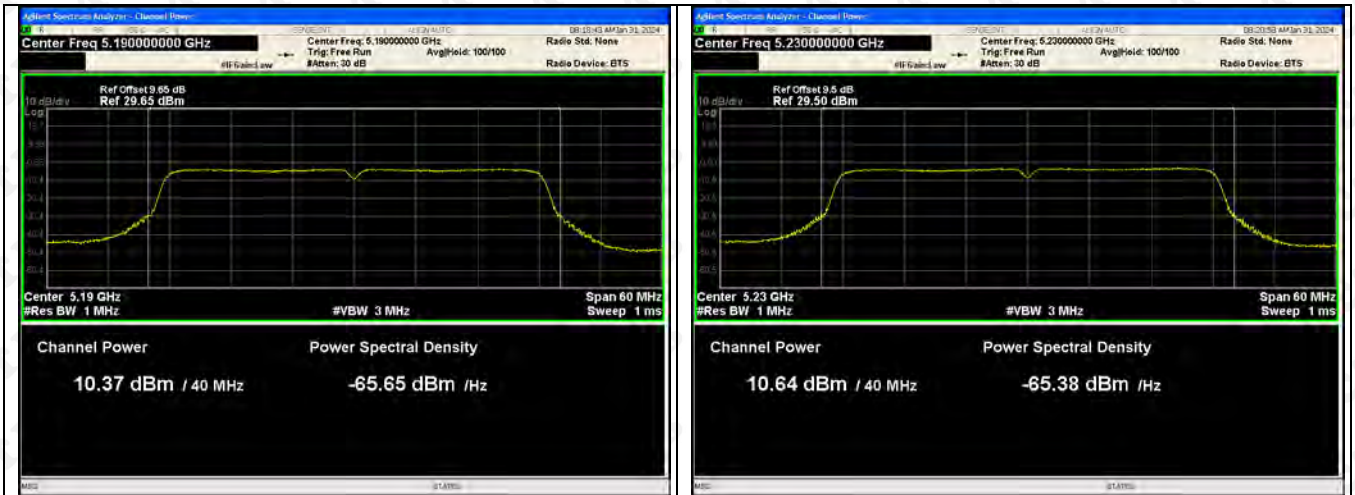 Agilent Spectrum Analyzer - Channel Power
08:18:43 AM Jan 31, 2024
Center Freq 5.190000000 GHz
Center Freq: 5.190000000 GHz
Radio Std: None
Trig: Free Run
Avg|Hold: 100/100
#IFGain:Low
#Atten: 30 dB
Radio Device: BTS
Ref Offset 9.65 dB
10 dB/div
Ref 29.65 dBm
Log
Center 5.19 GHz
Span 60 MHz
#Res BW 1 MHz
#VBW 3 MHz
Sweep 1 ms
Channel Power
Power Spectral Density
10.37 dBm / 40 MHz
-65.65 dBm /Hz
MSG
STATUS
Agilent Spectrum Analyzer - Channel Power
Center Freq 5.230000000 GHz
Center Freq: 5.230000000 GHz
Radio Std: None
Trig: Free Run
Avg|Hold: 100/100
#IFGain:Low
#Atten: 30 dB
Radio Device: BTS
Ref Offset 9.5 dB
10 dB/div
Ref 29.50 dBm
Log
Center 5.23 GHz
Span 60 MHz
#Res BW 1 MHz
#VBW 3 MHz
Sweep 1 ms
Channel Power
Power Spectral Density
10.64 dBm / 40 MHz
-65.38 dBm /Hz
MSG
STATUS